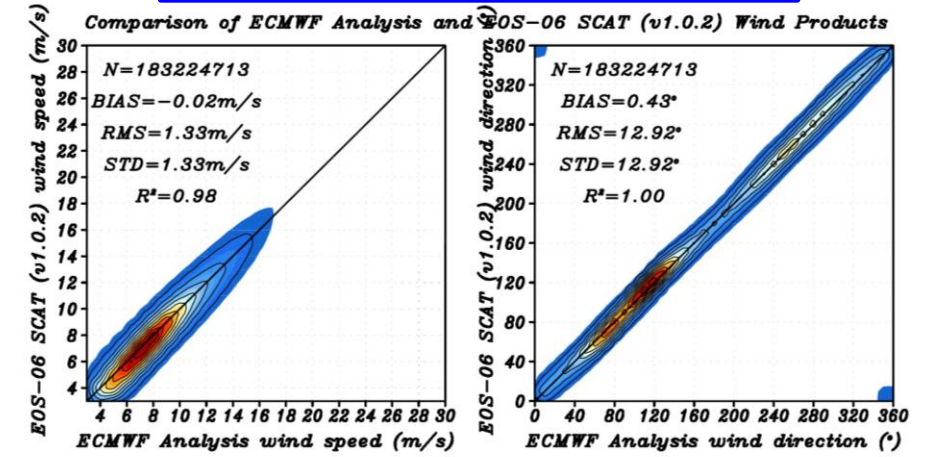 Comparison of ECMWF Analysis and EOS-06 SCAT (v1.0.2) Wind Products
EOS-06 SCAT (v1.0.2) wind speed (m/s)
30
28
26
24
22
20
18
16
14
12
10
8
6
4
N=183224713
BIAS=-0.02m/s
RMS=1.33m/s
STD=1.33m/s
R²=0.98
4 6 8 10 12 14 16 18 20 22 24 26 28 30
ECMWF Analysis wind speed (m/s)
EOS-06 SCAT (v1.0.2) wind direction (°)
360
320
280
240
200
160
120
80
40
0
N=183224713
BIAS=0.43°
RMS=12.92°
STD=12.92°
R²=1.00
0 40 80 120 160 200 240 280 320 360
ECMWF Analysis wind direction (°)